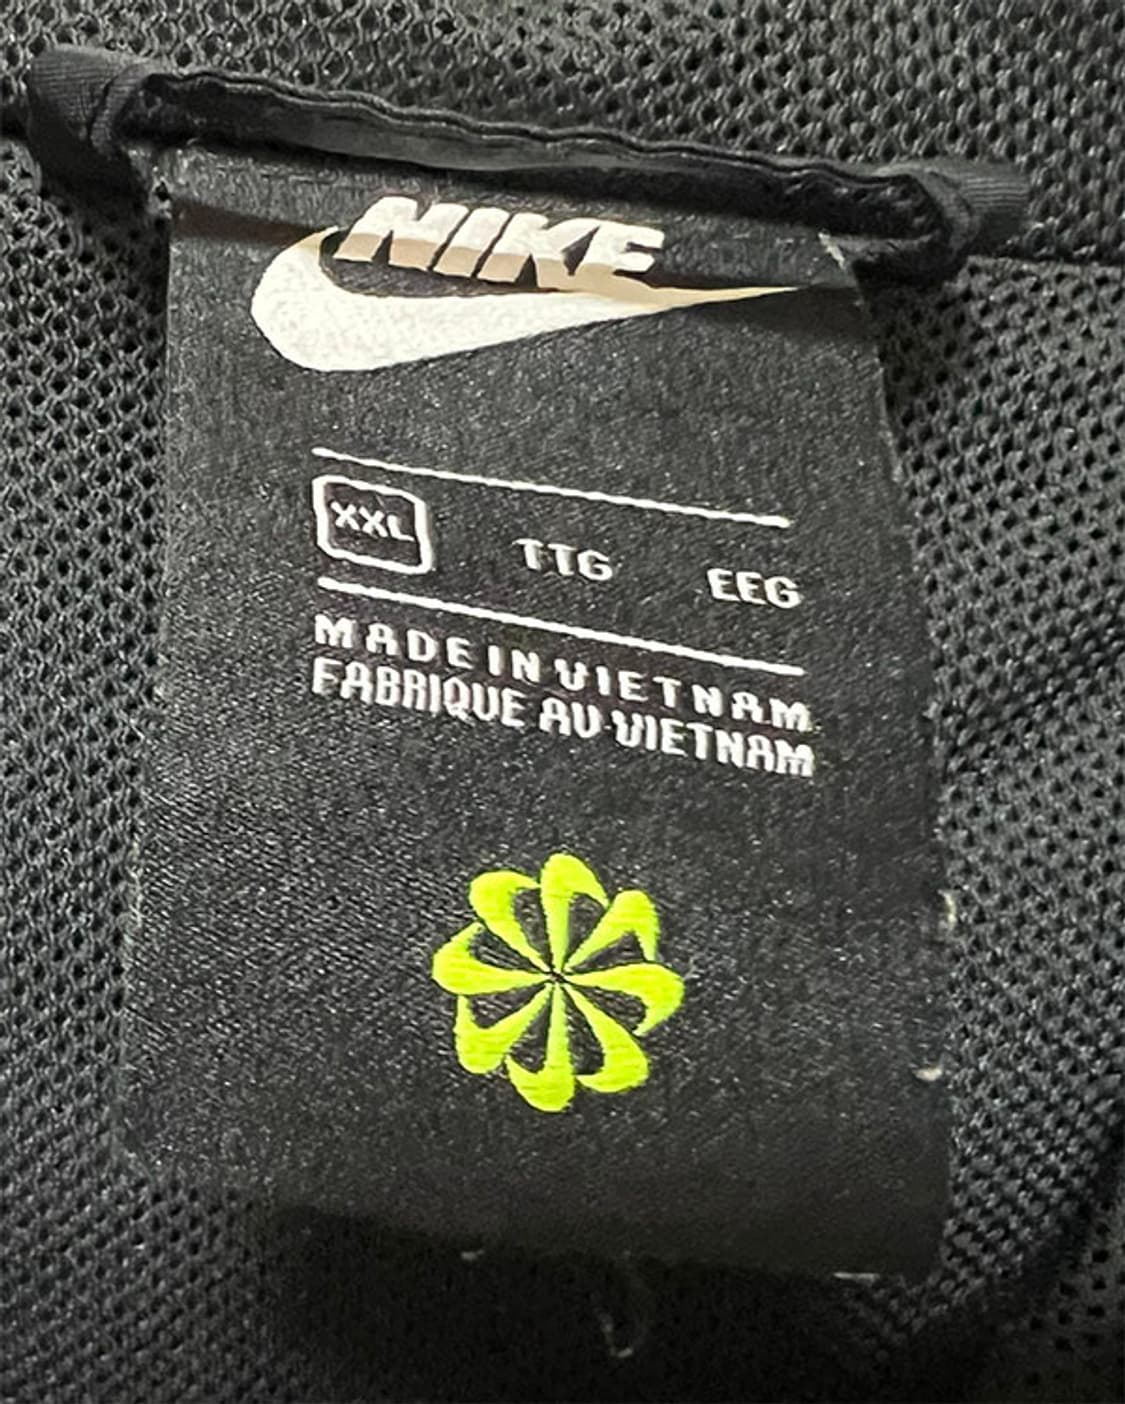 NIKE
XXL TTG EEG
MADE IN VIETNAM
FABRIQUE AU VIETNAM